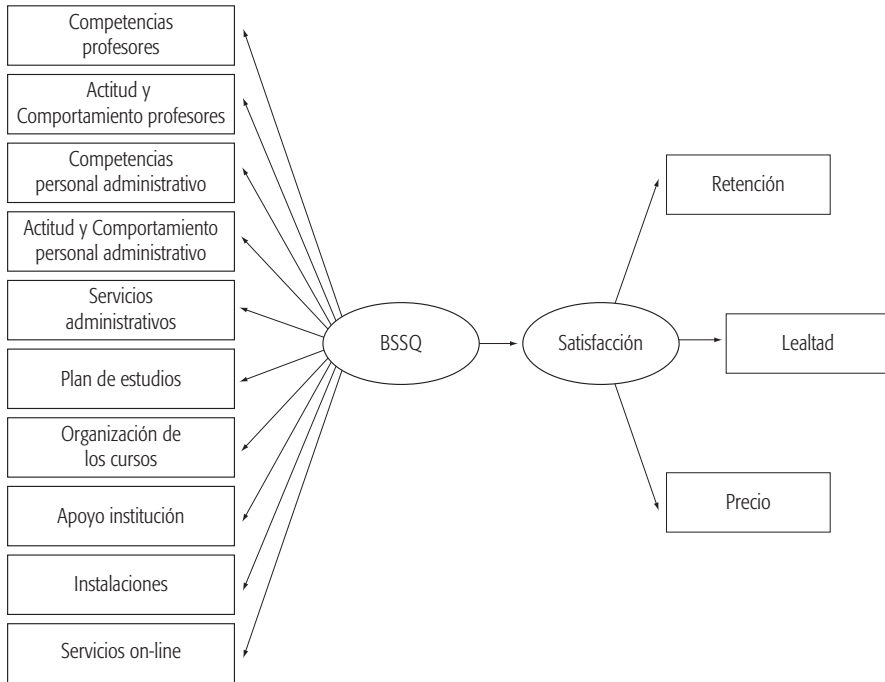 Competencias
profesores
Actitud y
Comportamiento profesores
Competencias
personal administrativo
Actitud y Comportamiento
personal administrativo
Servicios
administrativos
Plan de estudios
Organización de
los cursos
Apoyo institución
Instalaciones
Servicios on-line
BSSQ
Satisfacción
Retención
Lealtad
Precio